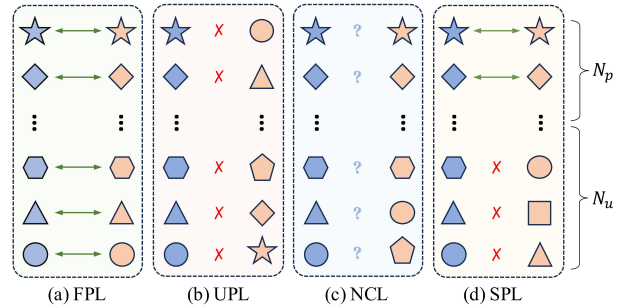 ✗ ? N_p
✗ ?
✗ ? ✗ N_u
✗ ? ✗
✗ ? ✗
(a) FPL (b) UPL (c) NCL (d) SPL